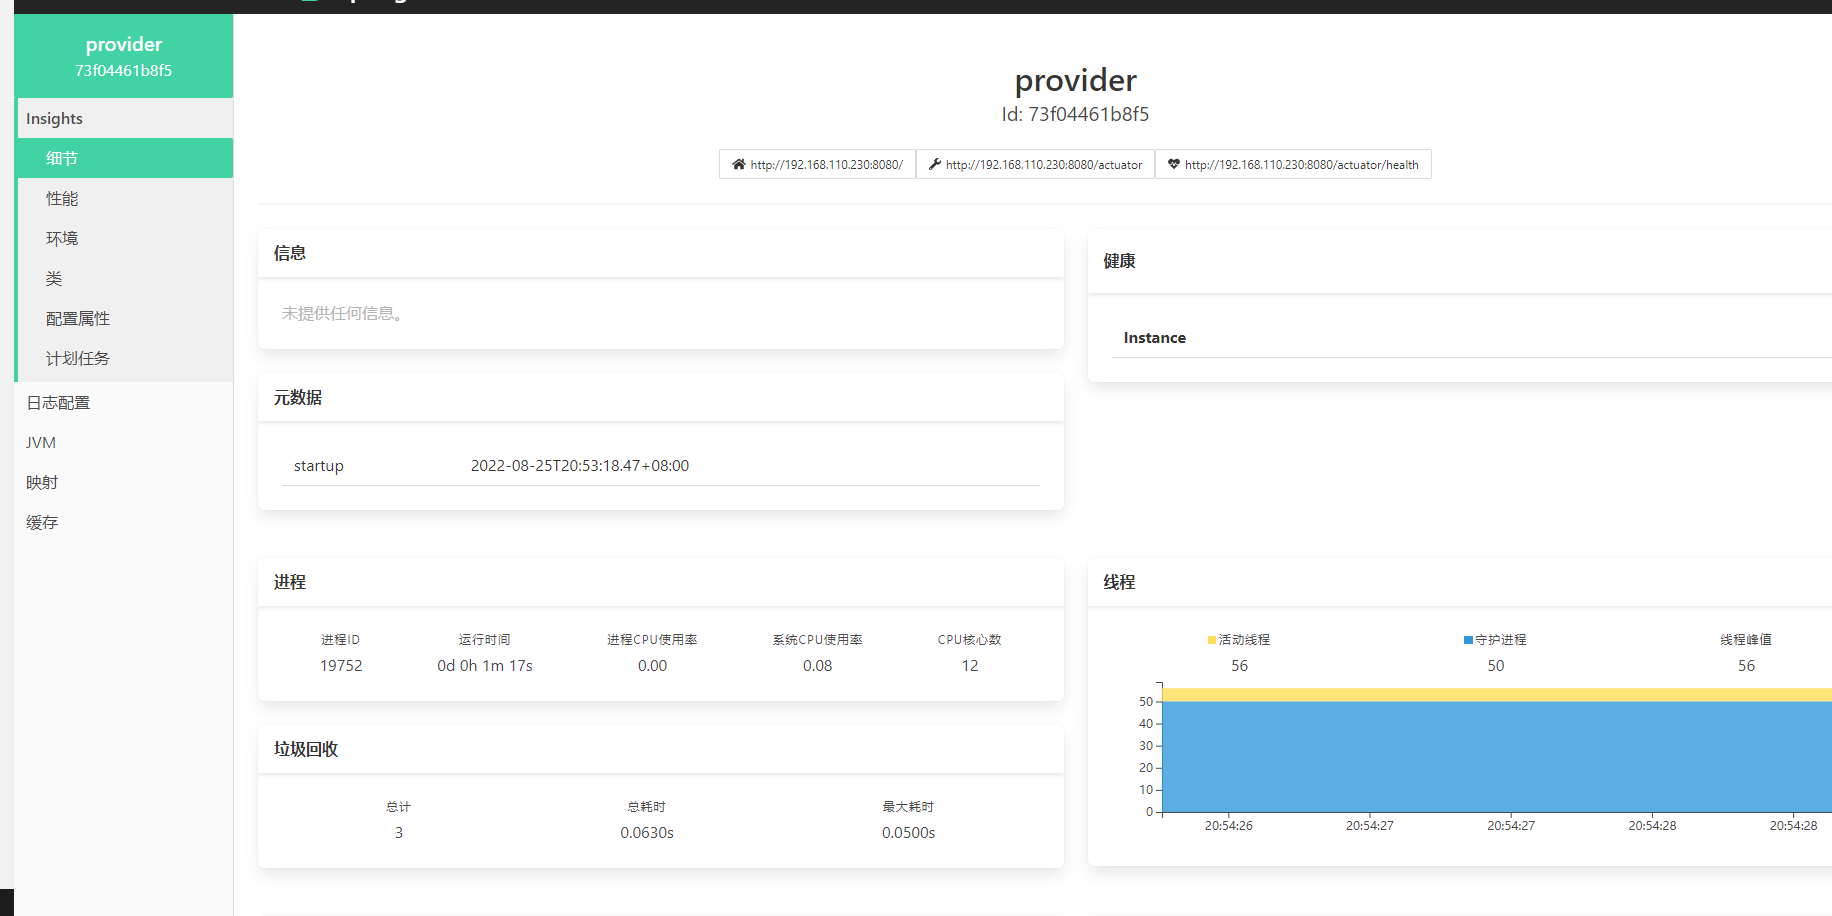 provider
73f04461b8f5
Insights
细节
性能
环境
类
配置属性
计划任务
日志配置
JVM
映射
缓存
provider
Id: 73f04461b8f5
http://192.168.110.230:8080/ http://192.168.110.230:8080/actuator http://192.168.110.230:8080/actuator/health
信息
未提供任何信息。
健康
Instance
元数据
startup 2022-08-25T20:53:18.47+08:00
进程
进程ID 运行时间 进程CPU使用率 系统CPU使用率 CPU核心数
19752 0d 0h 1m 17s 0.00 0.08 12
垃圾回收
总计 总耗时 最大耗时
3 0.0630s 0.0500s
线程
活动线程 守护进程 线程峰值
56 50 56
50
40
30
20
10
0
20:54:26 20:54:27 20:54:27 20:54:28 20:54:28